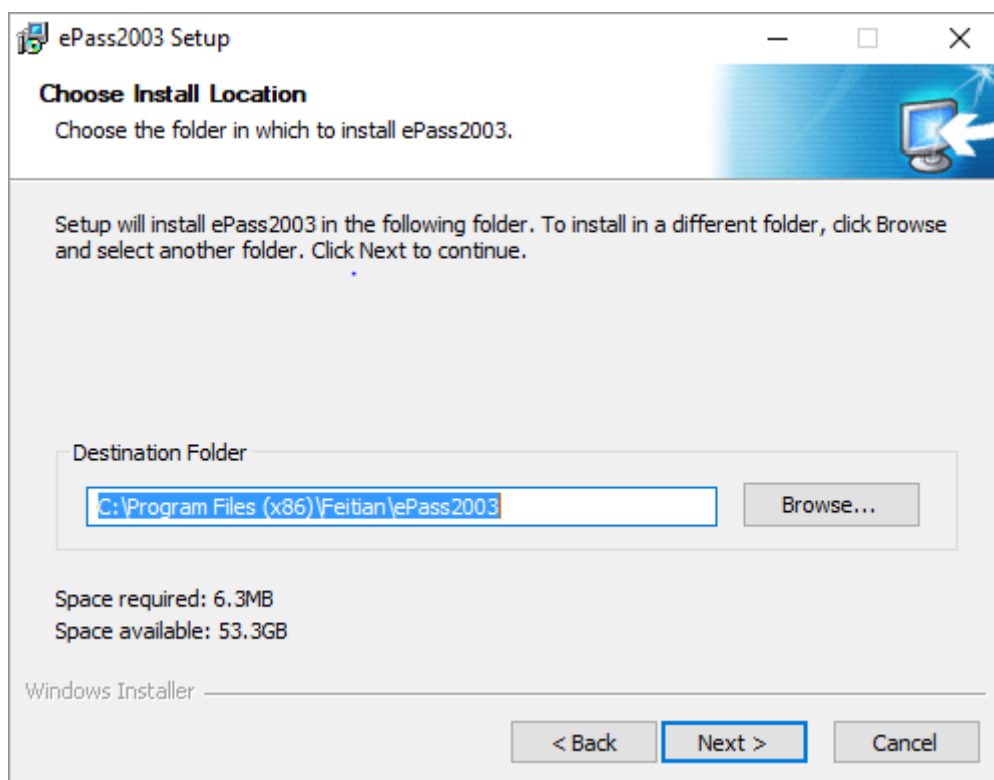 ePass2003 Setup
Choose Install Location
Choose the folder in which to install ePass2003.
Setup will install ePass2003 in the following folder. To install in a different folder, click Browse
and select another folder. Click Next to continue.
Destination Folder
C:\Program Files (x86)\Feitian\ePass2003
Browse...
Space required: 6.3MB
Space available: 53.3GB
Windows Installer
< Back
Next >
Cancel